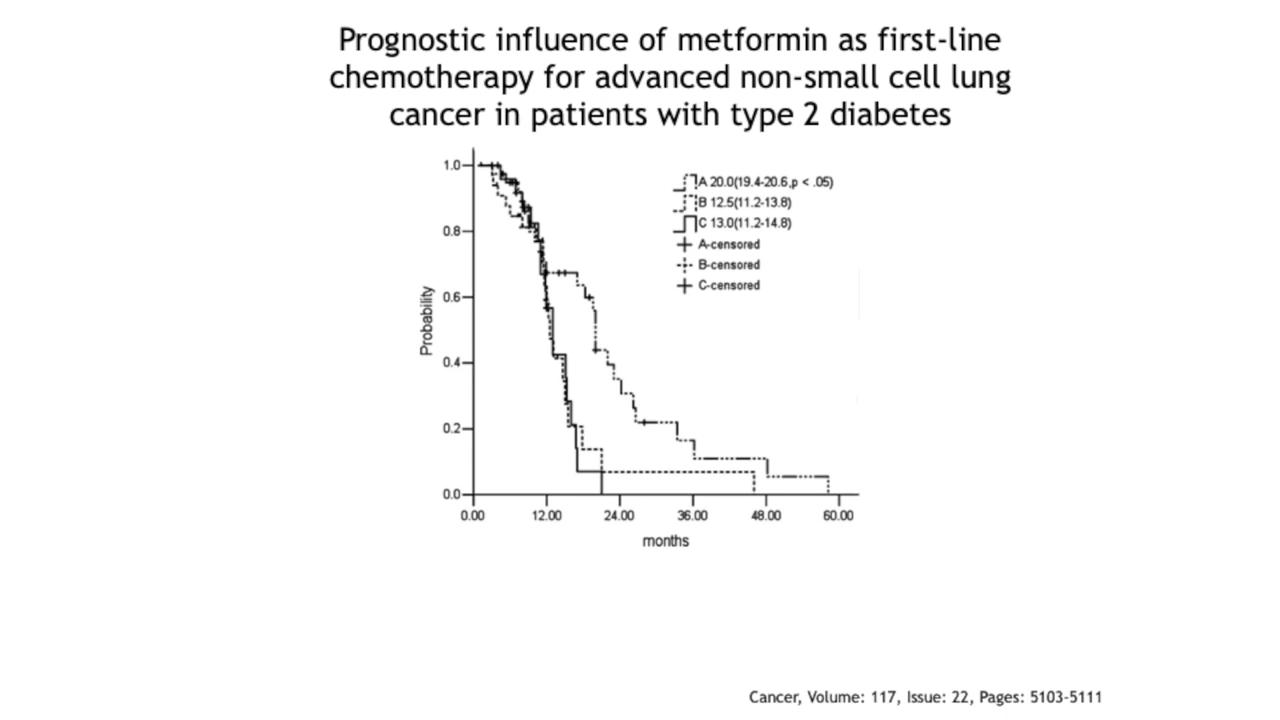 Prognostic influence of metformin as first-line
chemotherapy for advanced non-small cell lung
cancer in patients with type 2 diabetes
A 20.0(19.4-20.6,p < .05)
B 12.5(11.2-13.8)
C 13.0(11.2-14.8)
A-censored
B-censored
C-censored
Probability
1.0
0.8
0.6
0.4
0.2
0.0
0.00 12.00 24.00 36.00 48.00 60.00
months
Cancer, Volume: 117, Issue: 22, Pages: 5103-5111